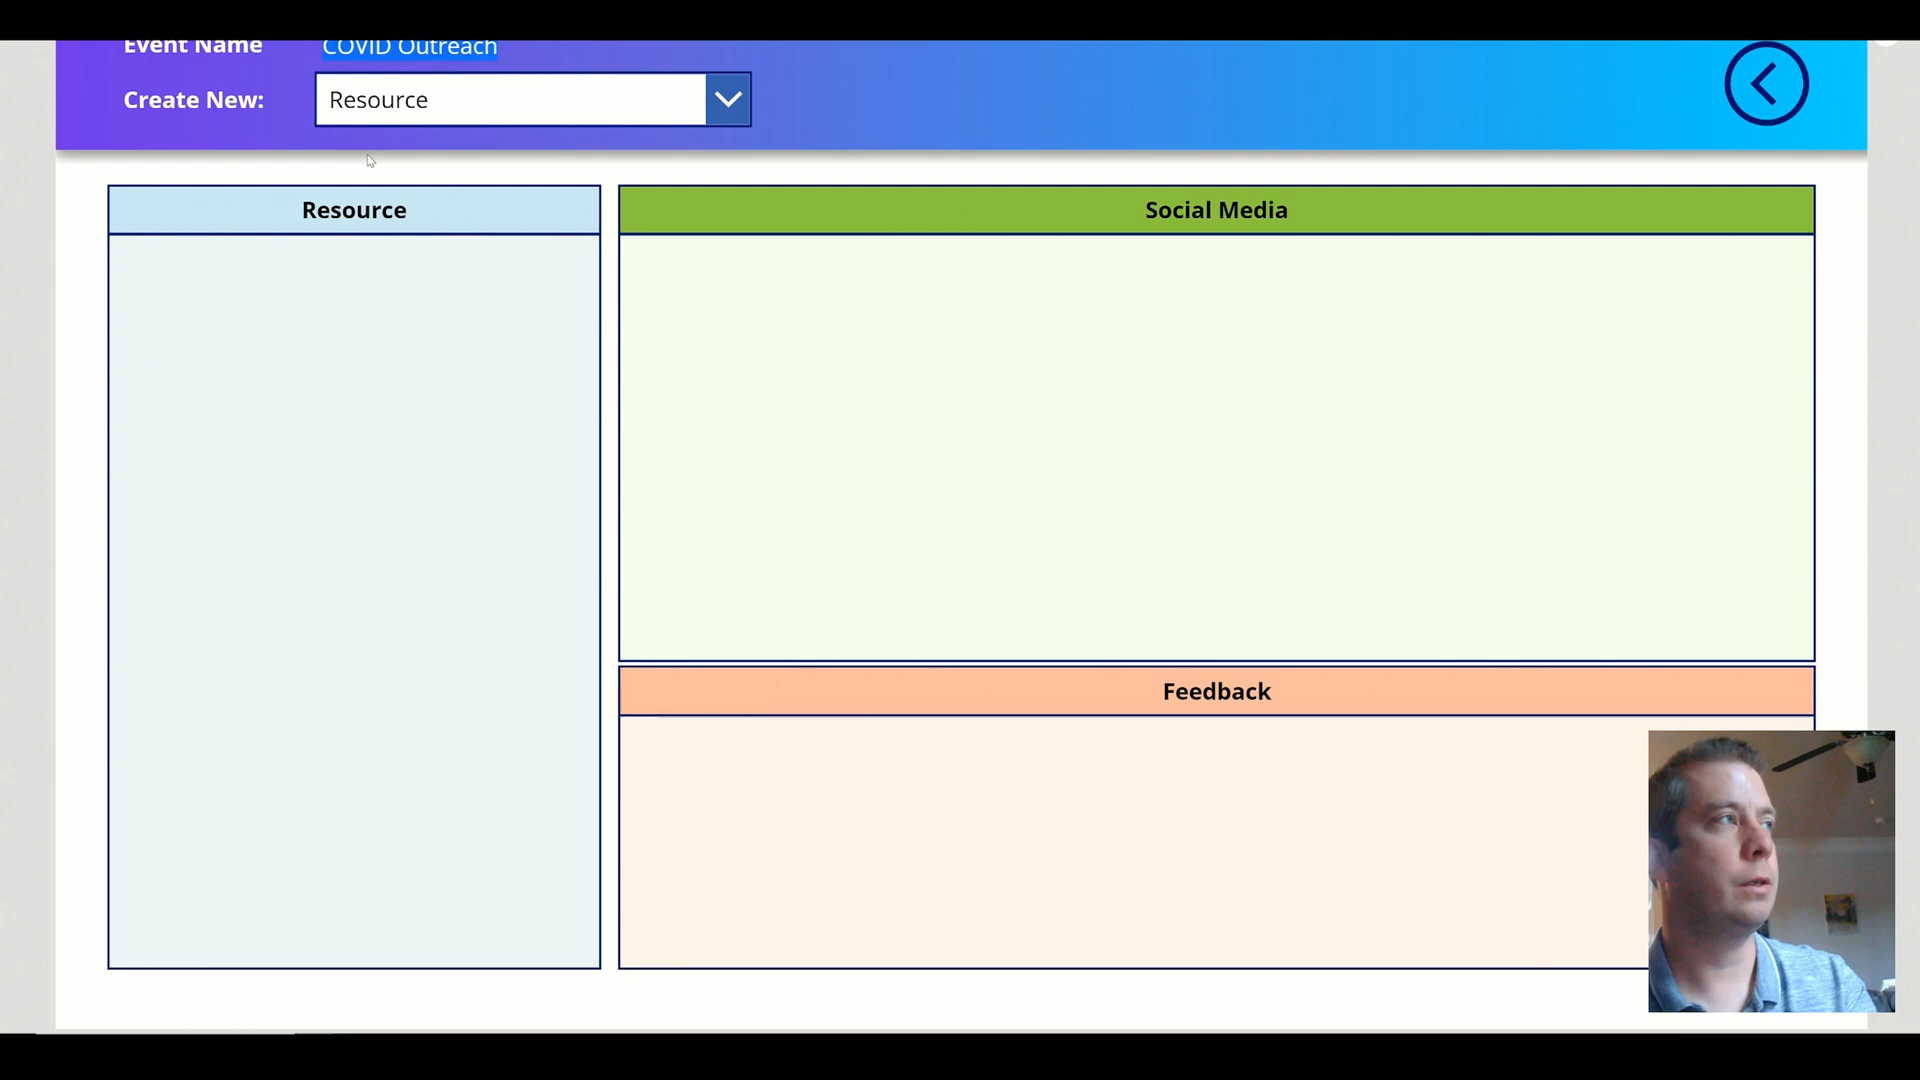 Event Name
COVID Outreach
Create New:
Resource
Resource
Social Media
Feedback